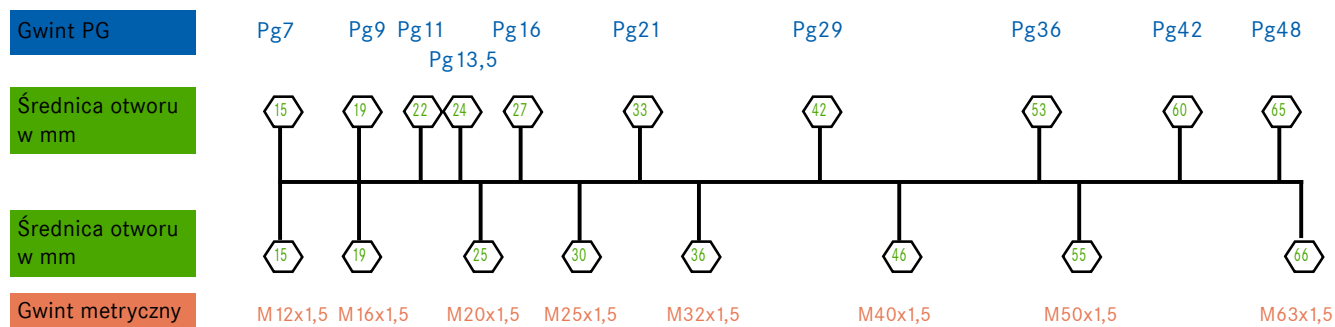 Gwint PG
Pg7 Pg9 Pg11 Pg16 Pg21 Pg29 Pg36 Pg42 Pg48
Pg13,5
Średnica otworu
w mm
15 19 22 24 27 33 42 53 60 65
Średnica otworu
w mm
15 19 25 30 36 46 55 66
Gwint metryczny
M12x1,5 M16x1,5 M20x1,5 M25x1,5 M32x1,5 M40x1,5 M50x1,5 M63x1,5